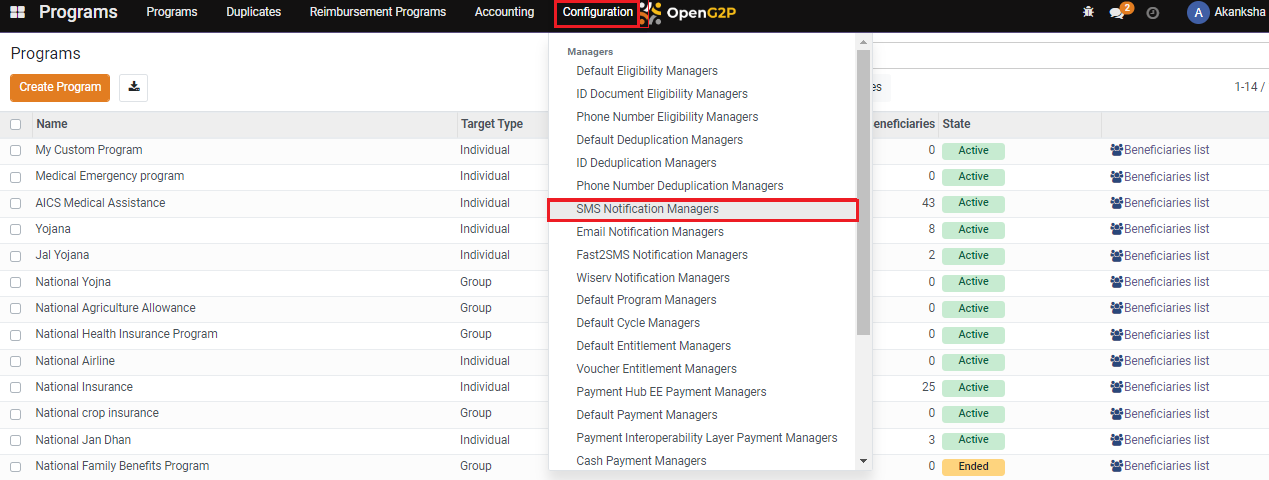 Programs Programs Duplicates Reimbursement Programs Accounting Configuration OpenG2P 2 A Akanksha
Programs
Create Program
es
1-14 /
Managers
Default Eligibility Managers
ID Document Eligibility Managers
Phone Number Eligibility Managers
Default Deduplication Managers
ID Deduplication Managers
Phone Number Deduplication Managers
SMS Notification Managers
Email Notification Managers
Fast2SMS Notification Managers
Wiserv Notification Managers
Default Program Managers
Default Cycle Managers
Default Entitlement Managers
Voucher Entitlement Managers
Payment Hub EE Payment Managers
Default Payment Managers
Payment Interoperability Layer Payment Managers
Cash Payment Managers
Name Target Type eneficiaries State
My Custom Program Individual 0 Active Beneficiaries list
Medical Emergency program Individual 0 Active Beneficiaries list
AICS Medical Assistance Individual 43 Active Beneficiaries list
Yojana Individual 8 Active Beneficiaries list
Jal Yojana Individual 2 Active Beneficiaries list
National Yojna Group 0 Active Beneficiaries list
National Agriculture Allowance Group 0 Active Beneficiaries list
National Health Insurance Program Group 0 Active Beneficiaries list
National Airline Individual 0 Active Beneficiaries list
National Insurance Individual 25 Active Beneficiaries list
National crop insurance Group 0 Active Beneficiaries list
National Jan Dhan Individual 3 Active Beneficiaries list
National Family Benefits Program Group 0 Ended Beneficiaries list